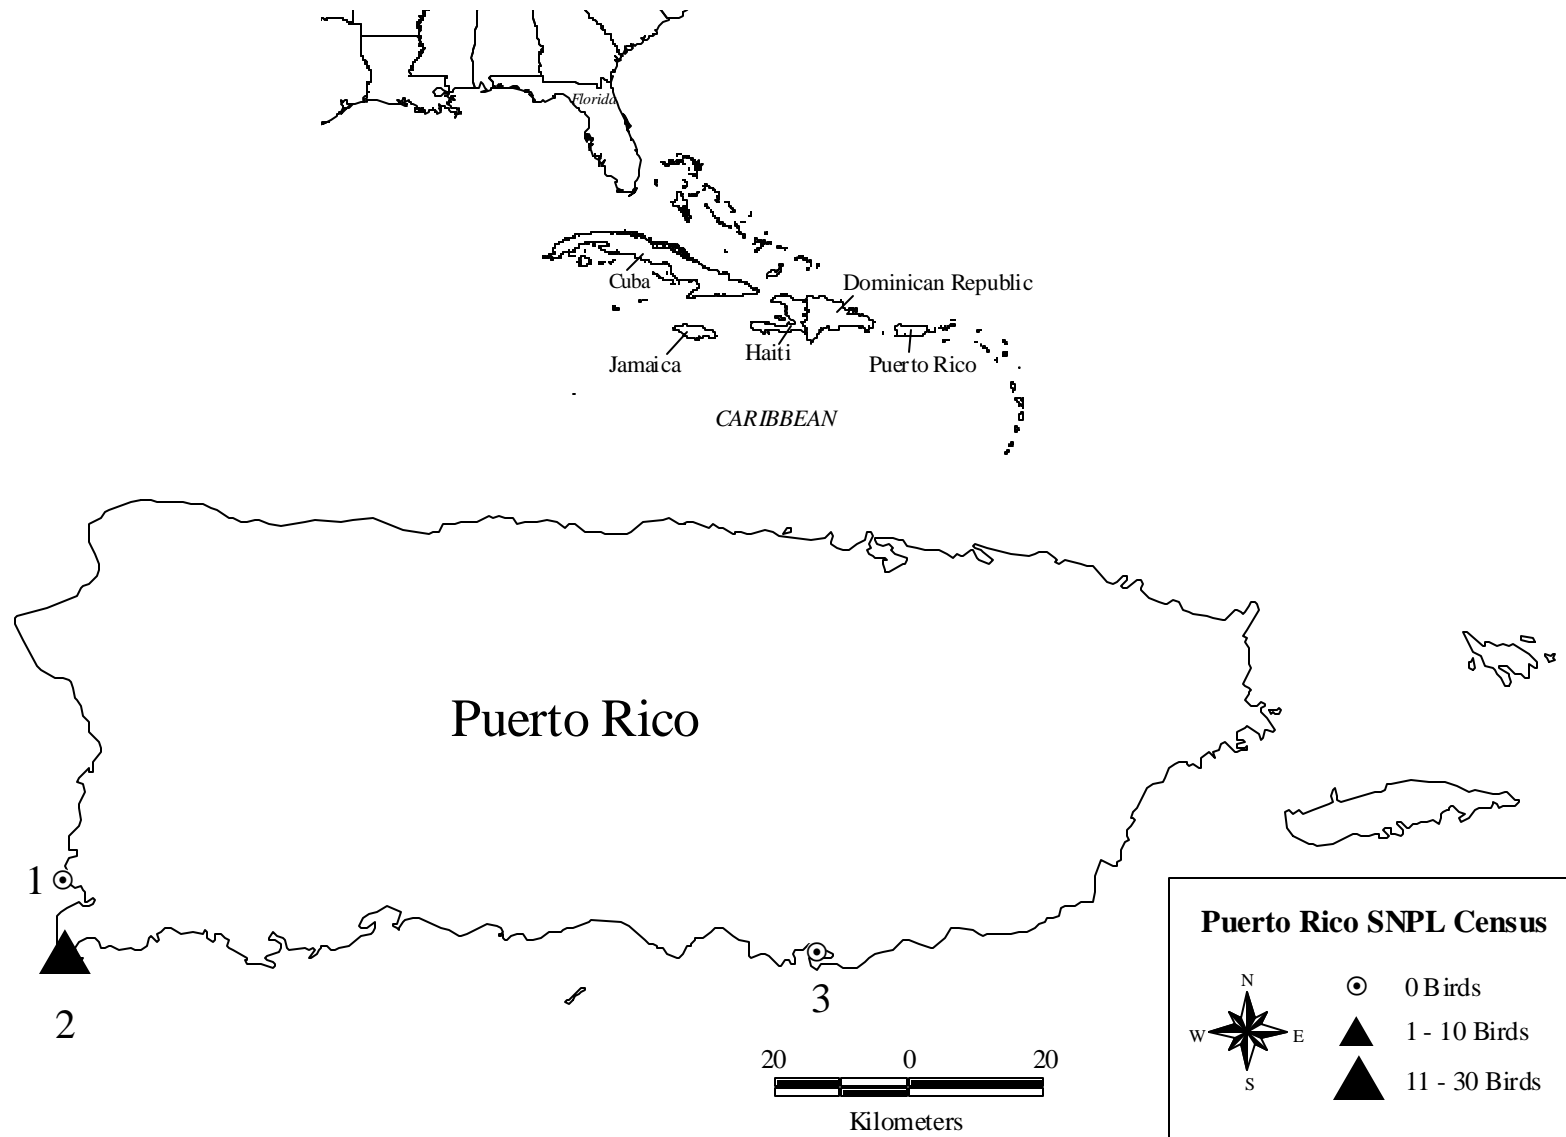 Florida
Cuba
Dominican Republic
Jamaica
Haiti
Puerto Rico
CARIBBEAN
Puerto Rico
1
2
3
20 0 20
Kilometers
Puerto Rico SNPL Census
N
W E
S
0 Birds
1 - 10 Birds
11 - 30 Birds